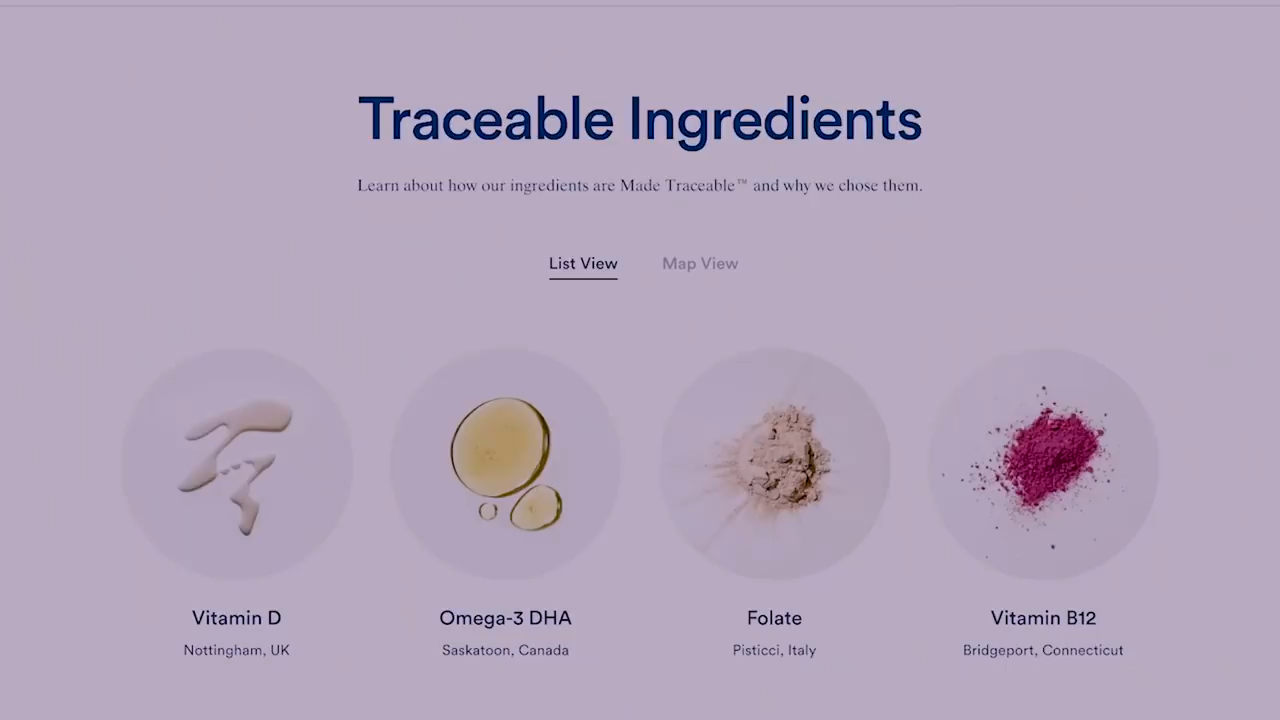 Traceable Ingredients
Learn about how our ingredients are Made Traceable™ and why we chose them.
List View
Map View
Vitamin D
Nottingham, UK
Omega-3 DHA
Saskatoon, Canada
Folate
Pisticci, Italy
Vitamin B12
Bridgeport, Connecticut